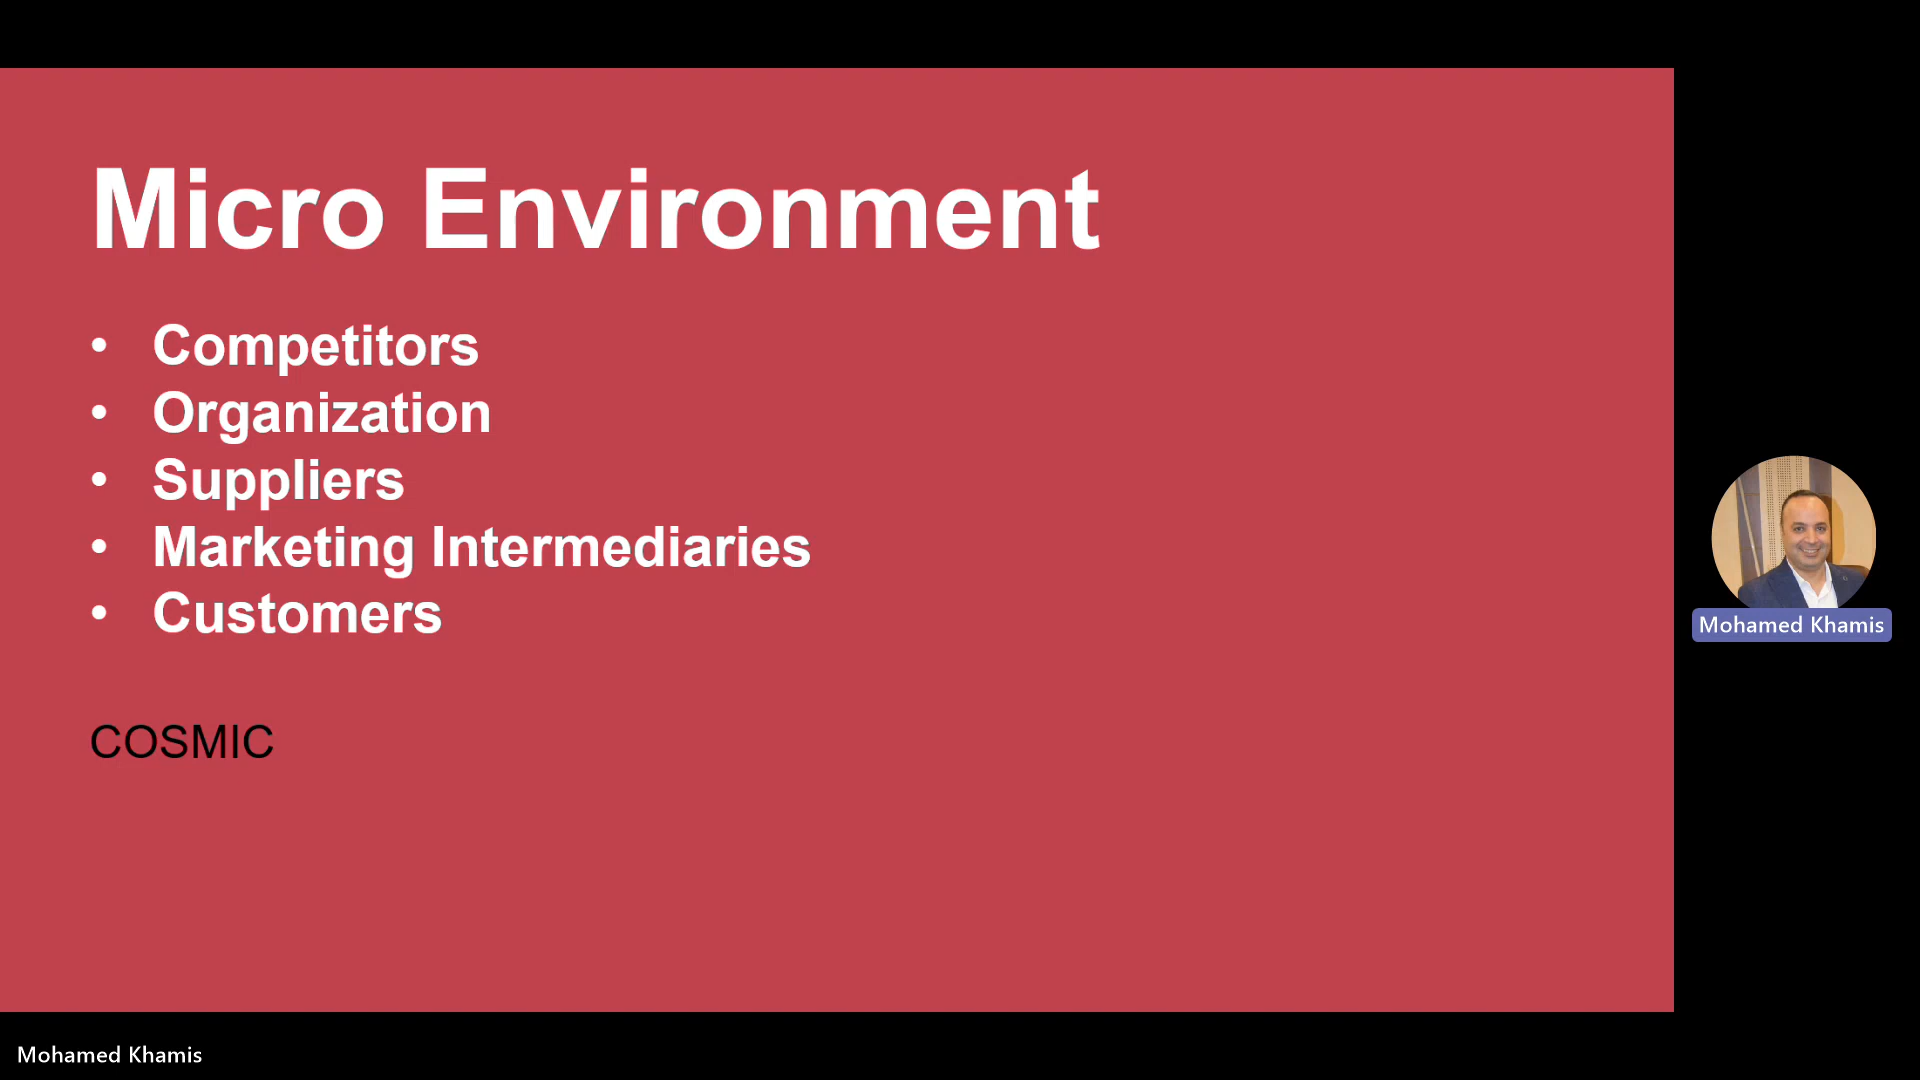 Micro Environment
• Competitors
• Organization
• Suppliers
• Marketing Intermediaries
• Customers
COSMIC
Mohamed Khamis
Mohamed Khamis